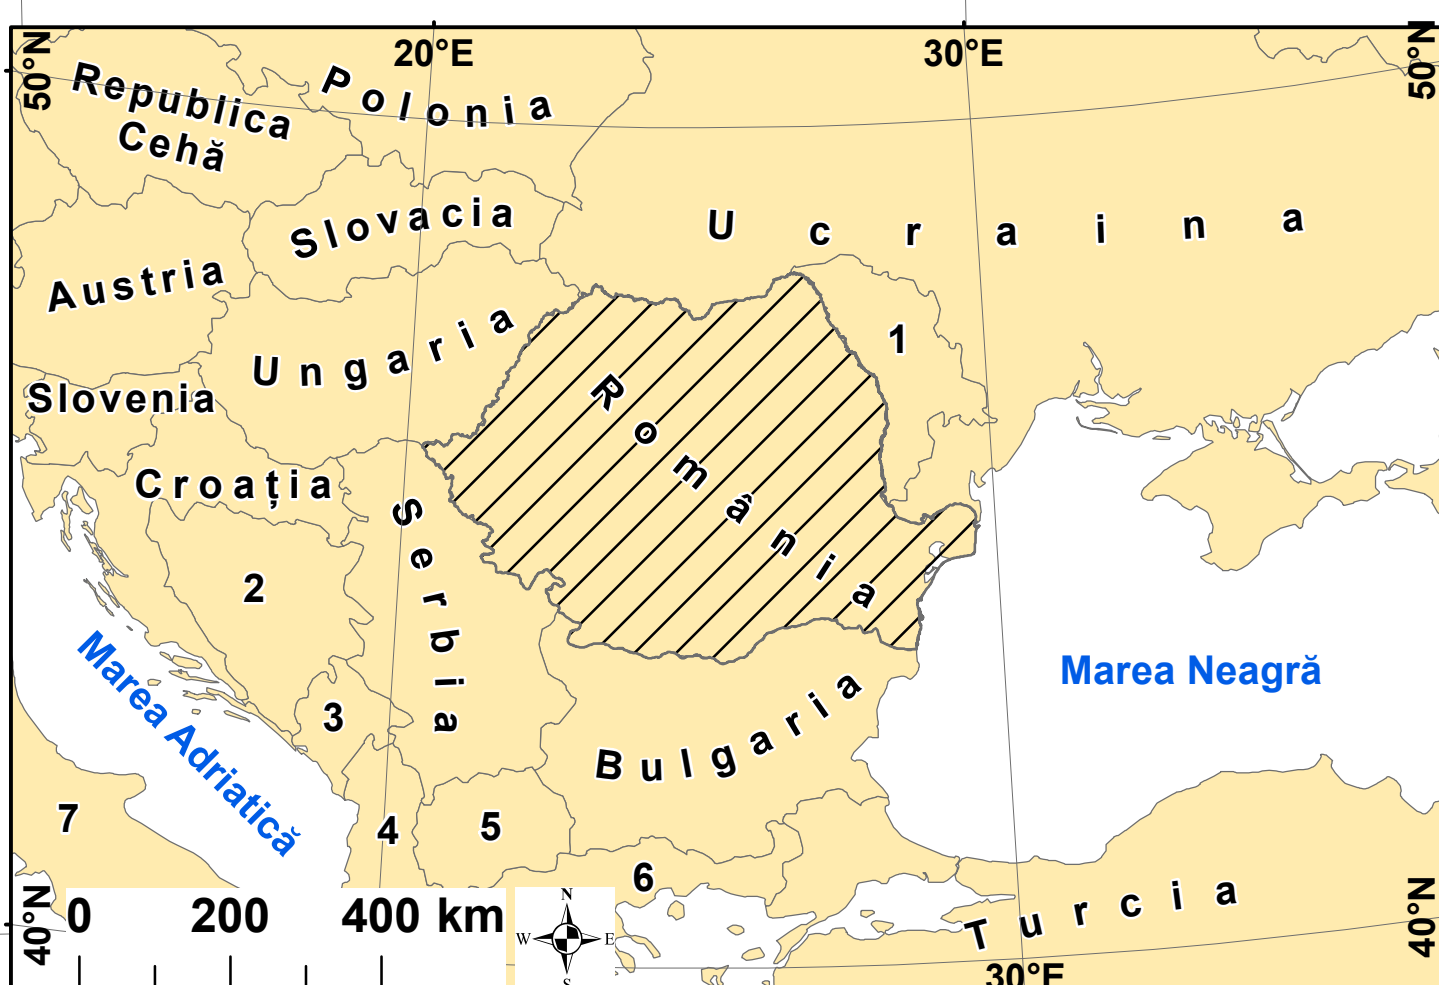 20°E
30°E
50°N
50°N
Republica
Cehă
Polonia
Slovacia
Ucraina
Austria
Ungaria
1
Slovenia
România
Croația
Serbia
2
Marea Adriatică
3
Marea Neagră
Bulgaria
7
4
5
6
Turcia
40°N
40°N
0 200 400 km
N
W E
S
30°E